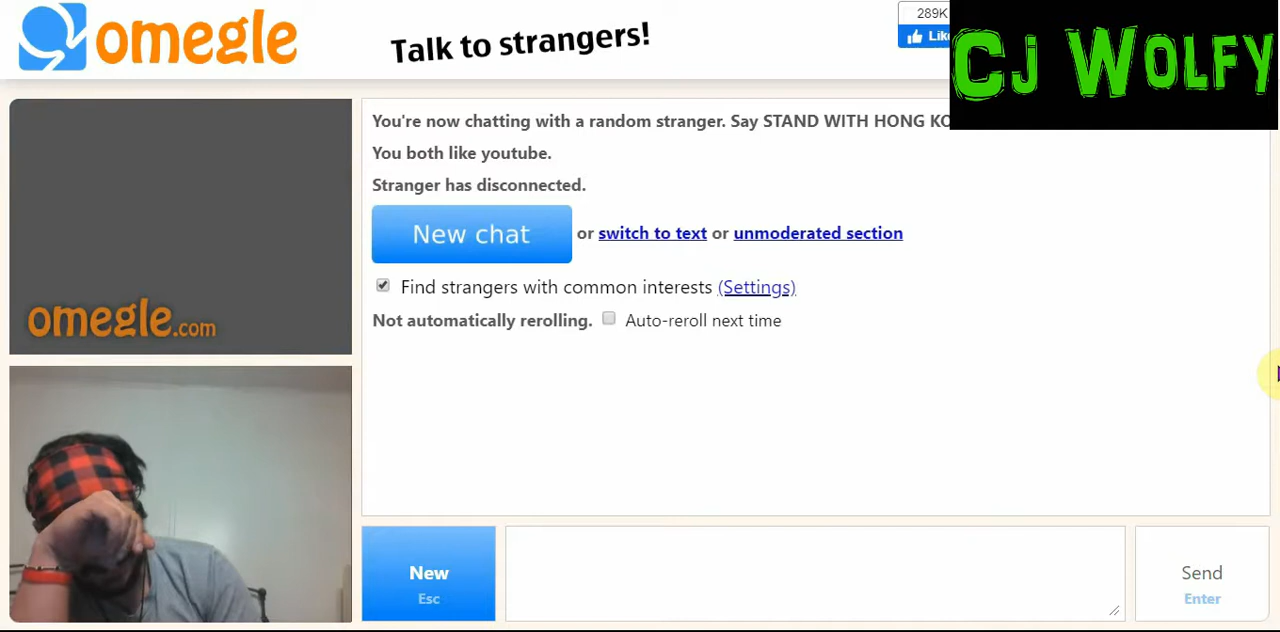 omegle
Talk to strangers!
289K
Like
CJ WOLFY
You're now chatting with a random stranger. Say STAND WITH HONG
You both like youtube.
Stranger has disconnected.
New chat or switch to text or unmoderated section
Find strangers with common interests (Settings)
Not automatically rerolling. Auto-reroll next time
omegle.com
New
Esc
Send
Enter